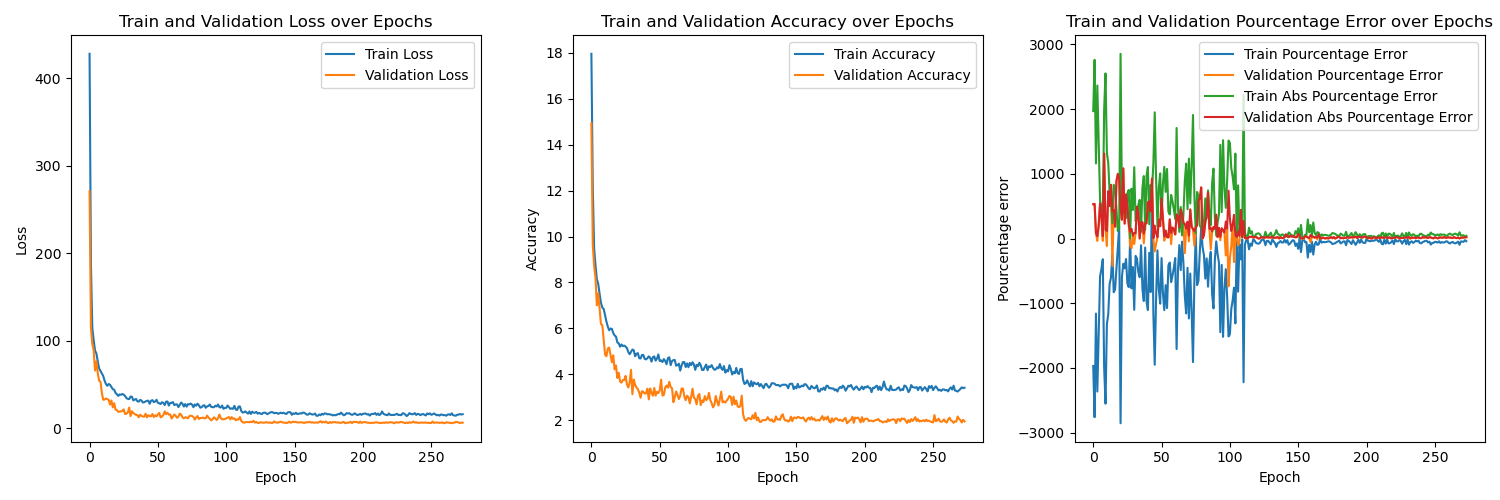 Train and Validation Loss over Epochs
Train Loss
Validation Loss
Loss
400
300
200
100
0
0 50 100 150 200 250
Epoch
Train and Validation Accuracy over Epochs
Train Accuracy
Validation Accuracy
Accuracy
18
16
14
12
10
8
6
4
2
0 50 100 150 200 250
Epoch
Train and Validation Pourcentage Error over Epochs
Train Pourcentage Error
Validation Pourcentage Error
Train Abs Pourcentage Error
Validation Abs Pourcentage Error
Pourcentage error
3000
2000
1000
0
−1000
−2000
−3000
0 50 100 150 200 250
Epoch